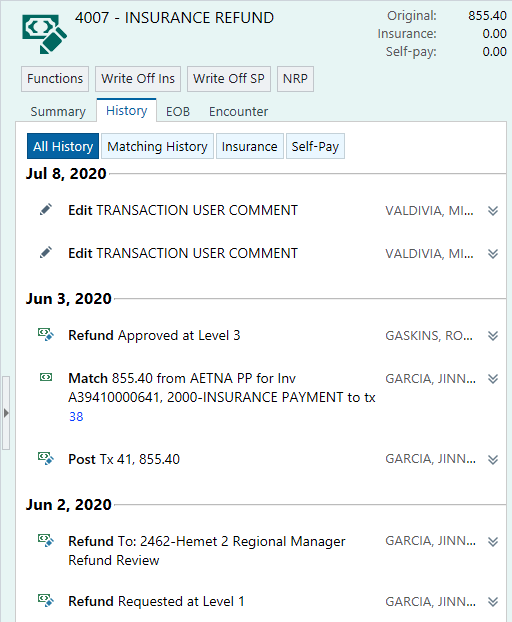 4007 - INSURANCE REFUND
Original: 855.40
Insurance: 0.00
Self-pay: 0.00
Functions Write Off Ins Write Off SP NRP
Summary History EOB Encounter
All History Matching History Insurance Self-Pay
Jul 8, 2020
Edit TRANSACTION USER COMMENT VALDIVIA, MI...
Edit TRANSACTION USER COMMENT VALDIVIA, MI...
Jun 3, 2020
Refund Approved at Level 3 GASKINS, RO...
Match 855.40 from AETNA PP for Inv GARCIA, JINN...
A39410000641, 2000-INSURANCE PAYMENT to tx
38
Post Tx 41, 855.40 GARCIA, JINN...
Jun 2, 2020
Refund To: 2462-Hemet 2 Regional Manager GARCIA, JINN...
Refund Review
Refund Requested at Level 1 GARCIA, JINN...